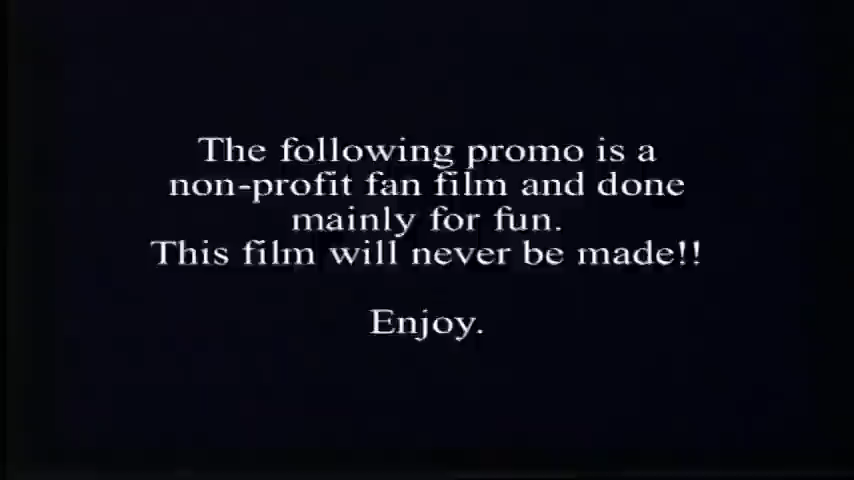 The following promo is a
non-profit fan film and done
mainly for fun.
This film will never be made!!
Enjoy.